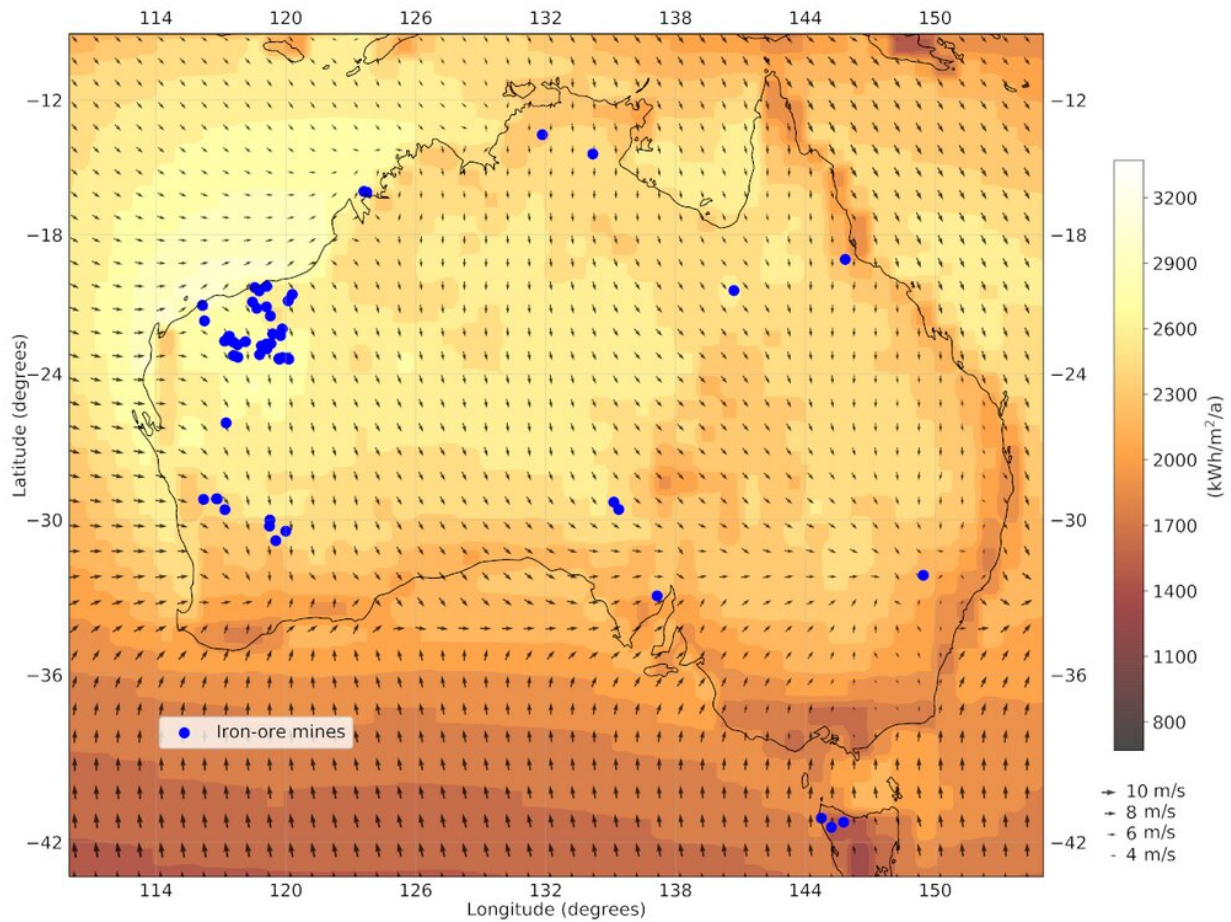 114 120 126 132 138 144 150
−12 −12
−18 −18
3200
2900
2600
−24 −24
2300
2000
−30 −30
1700
1400
−36 −36
1100
Iron-ore mines
800
−42 −42
10 m/s
8 m/s
6 m/s
4 m/s
114 120 126 132 138 144 150
Longitude (degrees)
Latitude (degrees)
(kWh/m²/a)